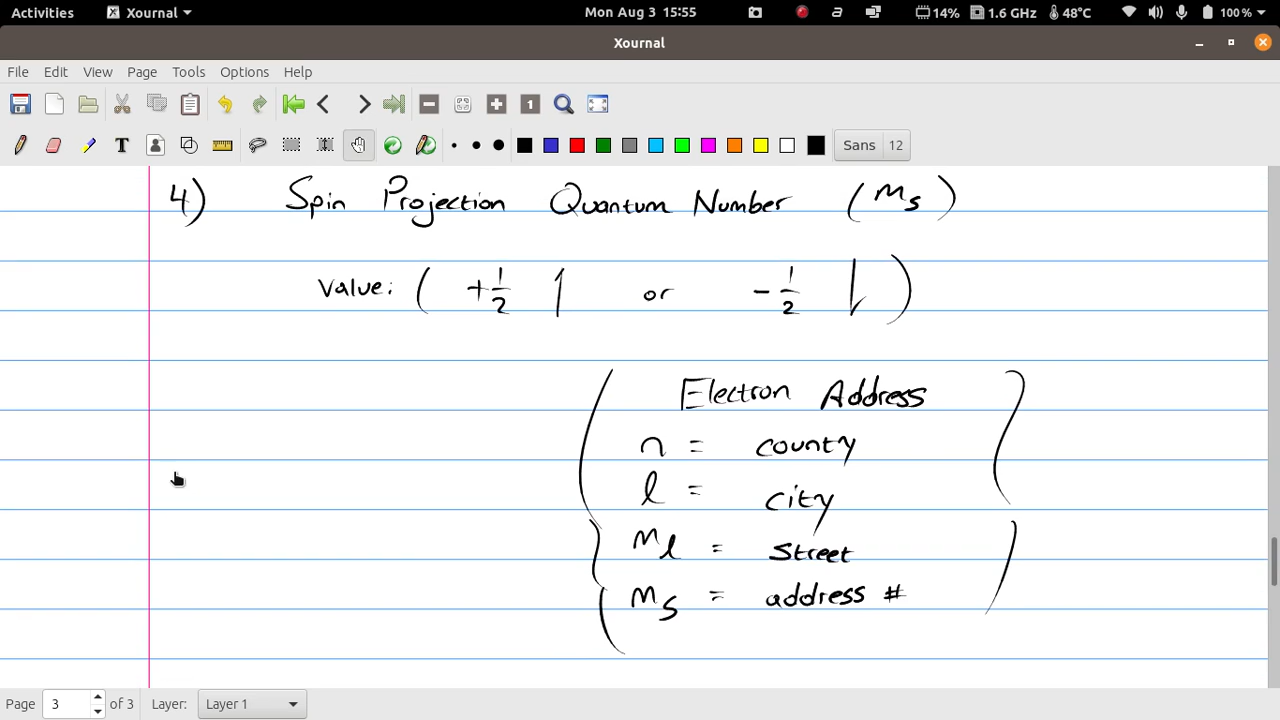 Activities Xournal Mon Aug 3 15:55 a 14% 1.6 GHz 48°C 100 %
Xournal
File Edit View Page Tools Options Help
1
T Sans 12
4) Spin Projection Quantum Number (ms)
Value: ( +1/2 ↿ or -1/2 ⇃ )
Electron Address
n = county
l = city
ml = street
ms = address #
Page 3 of 3 Layer: Layer 1